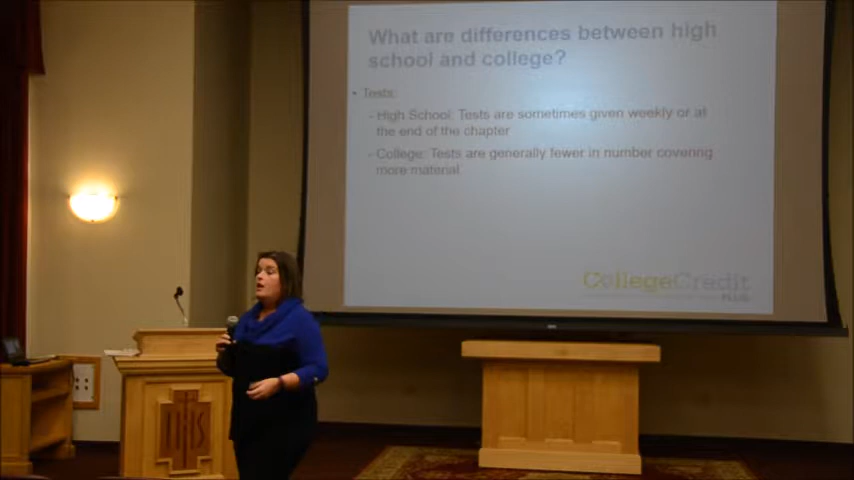 What are differences between high
school and college?
• Tests:
- High School: Tests are sometimes given weekly or at
the end of the chapter
- College: Tests are generally fewer in number covering
more material
CollegeCredit
PLUS
IHS